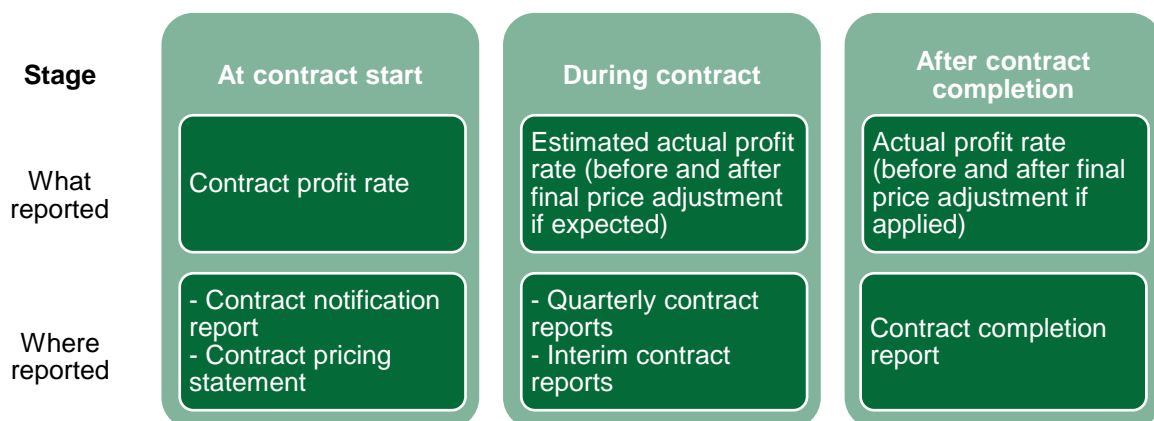 Stage
At contract start
During contract
After contract
completion
What
reported
Contract profit rate
Estimated actual profit
rate (before and after
final price adjustment
if expected)
Actual profit rate
(before and after final
price adjustment if
applied)
Where
reported
- Contract notification
report
- Contract pricing
statement
- Quarterly contract
reports
- Interim contract
reports
Contract completion
report